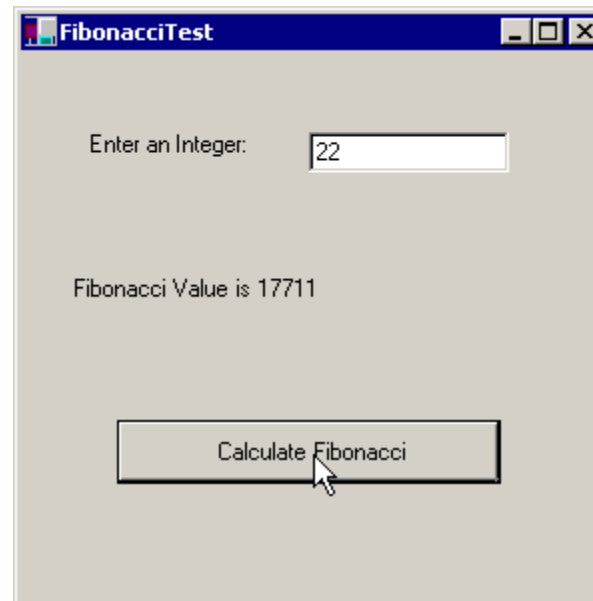 FibonacciTest
Enter an Integer: 22
Fibonacci Value is 17711
Calculate Fibonacci